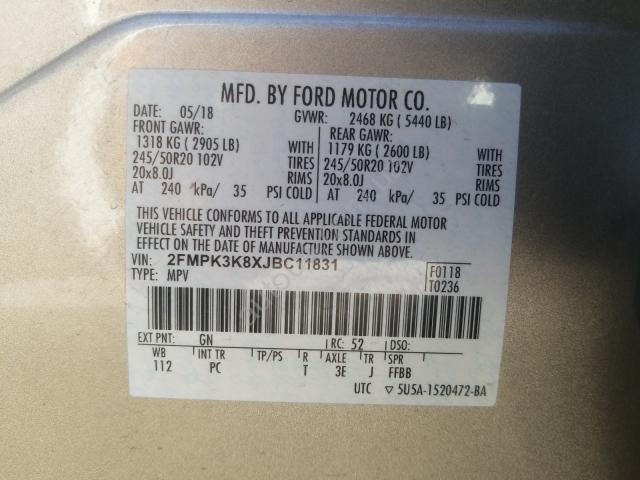 MFD. BY FORD MOTOR CO.
DATE: 05/18 GVWR: 2468 KG ( 5440 LB)
FRONT GAWR: REAR GAWR:
1318 KG ( 2905 LB) WITH 1179 KG ( 2600 LB) WITH
245/50R20 102V TIRES 245/50R20 102V TIRES
20x8.0J RIMS 20x8.0J RIMS
AT 240 kPa/ 35 PSI COLD AT 240 kPa/ 35 PSI COLD
THIS VEHICLE CONFORMS TO ALL APPLICABLE FEDERAL MOTOR
VEHICLE SAFETY AND THEFT PREVENTION STANDARDS IN
EFFECT ON THE DATE OF MANUFACTURE SHOWN ABOVE.
VIN: 2FMPK3K8XJBC11831 F0118
TYPE: MPV T0236
EXT PNT: GN RC: 52 DSO:
WB INT TR TP/PS R AXLE TR SPR
112 PC T 3E J FFBB
UTC ▽ 5U5A-1520472-BA